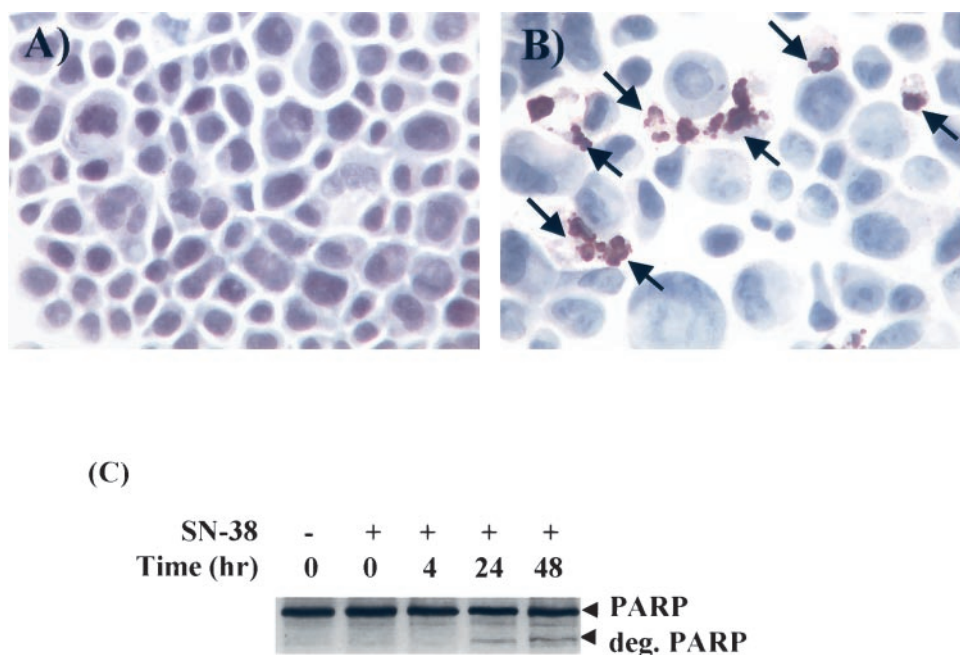 A) B)
(C)
SN-38 - + + + +
Time (hr) 0 0 4 24 48
PARP
deg. PARP